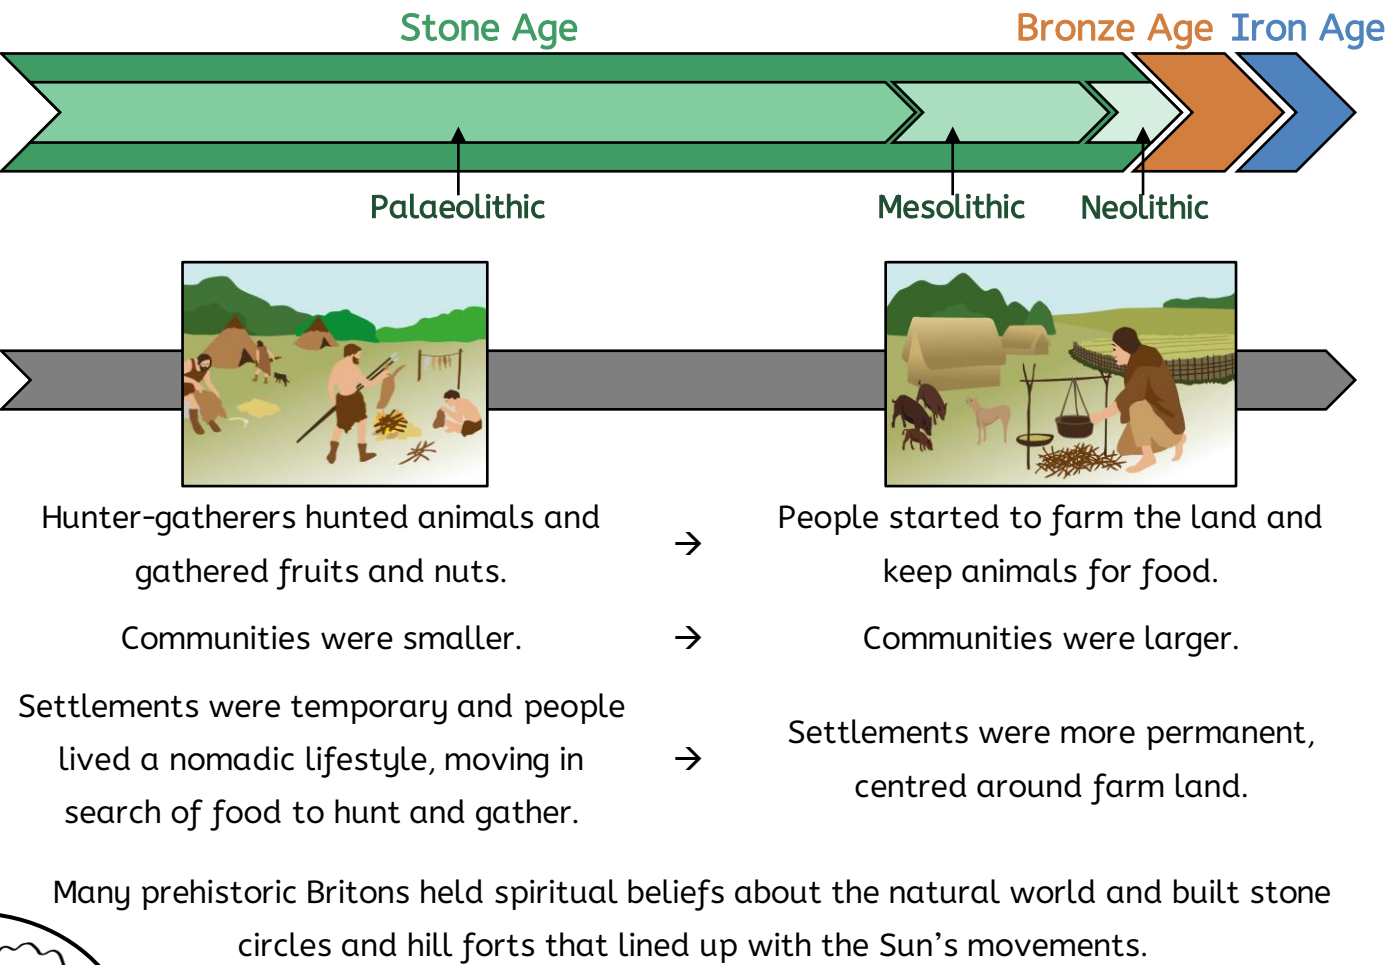 Stone Age
Bronze Age
Iron Age
Palaeolithic
Mesolithic
Neolithic
Hunter-gatherers hunted animals and
gathered fruits and nuts.
→
People started to farm the land and
keep animals for food.
Communities were smaller.
→
Communities were larger.
Settlements were temporary and people
lived a nomadic lifestyle, moving in
search of food to hunt and gather.
→
Settlements were more permanent,
centred around farm land.
Many prehistoric Britons held spiritual beliefs about the natural world and built stone
circles and hill forts that lined up with the Sun's movements.